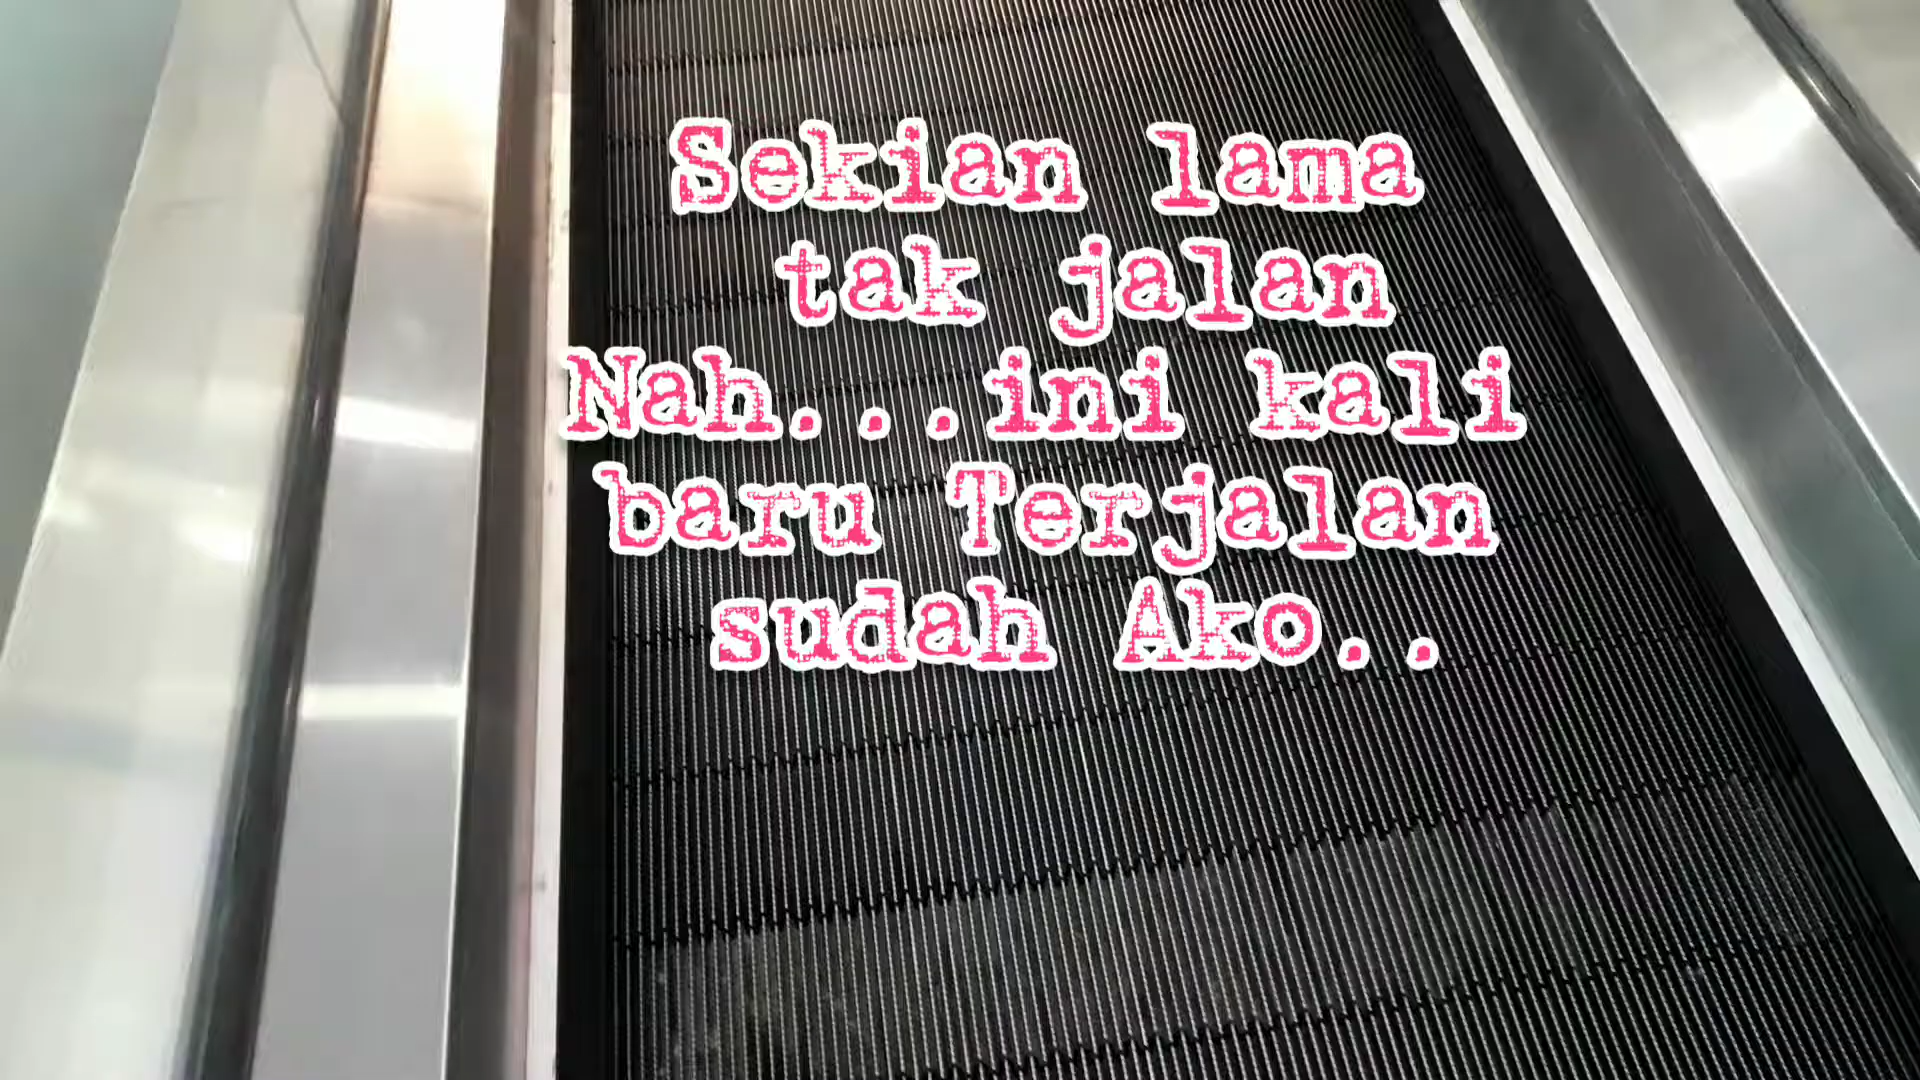 Sekian lama
tak jalan
Nah...ini kali
baru Terjalan
sudah Ako..